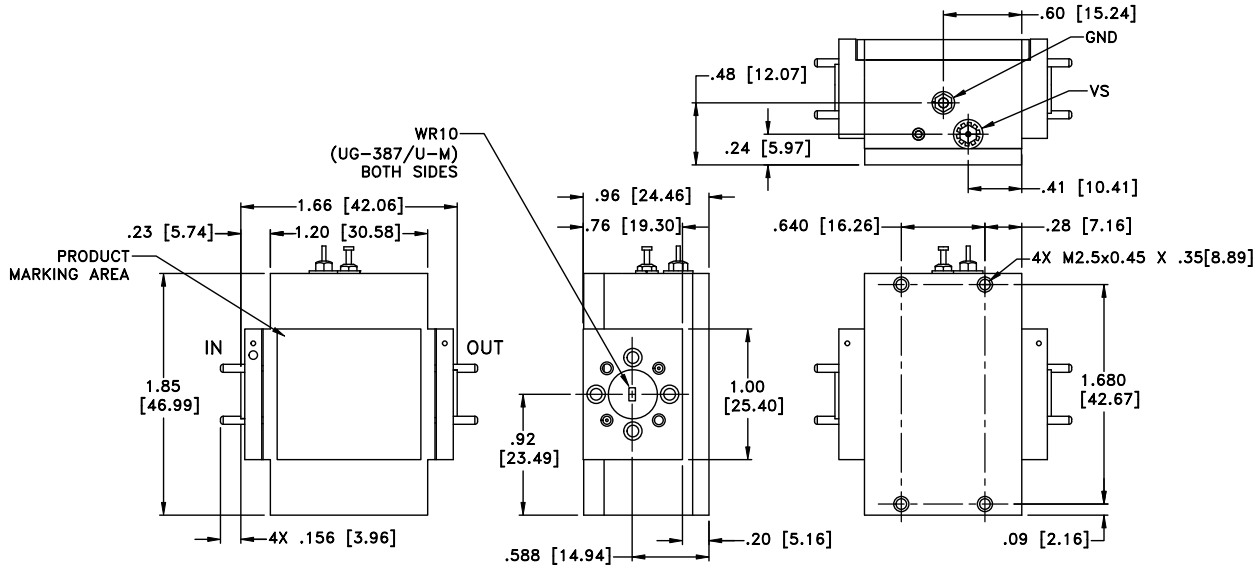 .60 [15.24]
GND
.48 [12.07]
VS
.24 [5.97]
.41 [10.41]
WR10
(UG-387/U-M)
BOTH SIDES
1.66 [42.06]
.23 [5.74]
1.20 [30.58]
PRODUCT
MARKING AREA
IN
OUT
1.85
[46.99]
4X .156 [3.96]
.96 [24.46]
.76 [19.30]
1.00
[25.40]
.92
[23.49]
.588 [14.94]
.20 [5.16]
.640 [16.26]
.28 [7.16]
4X M2.5x0.45 X .35[8.89]
1.680
[42.67]
.09 [2.16]